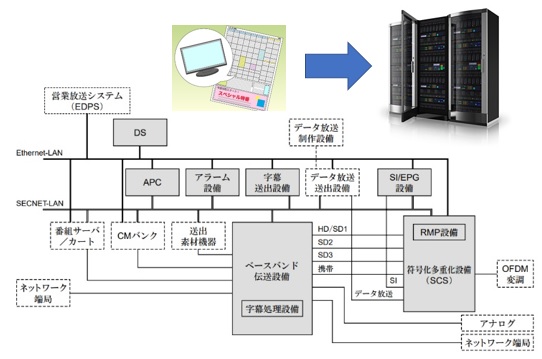 スペシャル特番
営業放送システム
(EDPS)
DS
データ放送
制作設備
Ethernet-LAN
APC
アラーム
設備
字幕
送出設備
データ放送
送出設備
SI/EPG
設備
SECNET-LAN
番組サーバ
/カート
CMバンク
送出
素材機器
ベースバンド
伝送設備
字幕処理設備
HD/SD1
SD2
SD3
携帯
SI
データ放送
RMP設備
符号化多重化設備
(SCS)
OFDM
変調
ネットワーク
端局
アナログ
ネットワーク端局